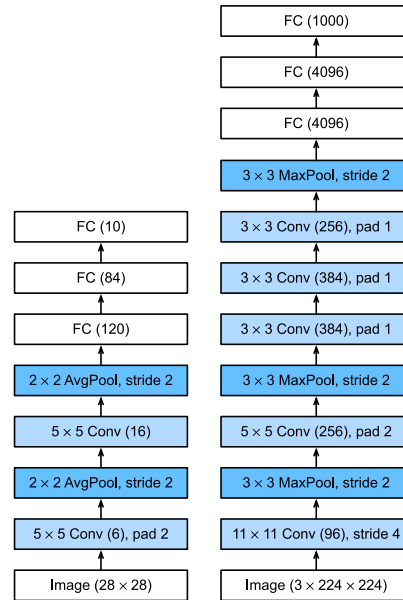 FC (10)
FC (84)
FC (120)
2 × 2 AvgPool, stride 2
5 × 5 Conv (16)
2 × 2 AvgPool, stride 2
5 × 5 Conv (6), pad 2
Image (28 × 28)
FC (1000)
FC (4096)
FC (4096)
3 × 3 MaxPool, stride 2
3 × 3 Conv (256), pad 1
3 × 3 Conv (384), pad 1
3 × 3 Conv (384), pad 1
3 × 3 MaxPool, stride 2
5 × 5 Conv (256), pad 2
3 × 3 MaxPool, stride 2
11 × 11 Conv (96), stride 4
Image (3 × 224 × 224)